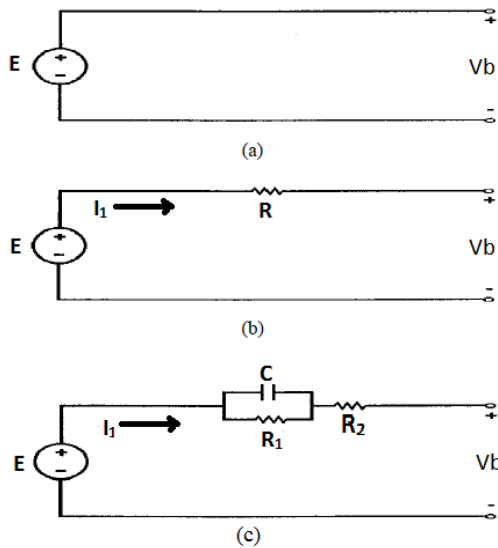 +
E
+
−
Vb
-
(a)
I1
R
+
E
+
−
Vb
-
(b)
C
I1
R1
R2
+
E
+
−
Vb
-
(c)